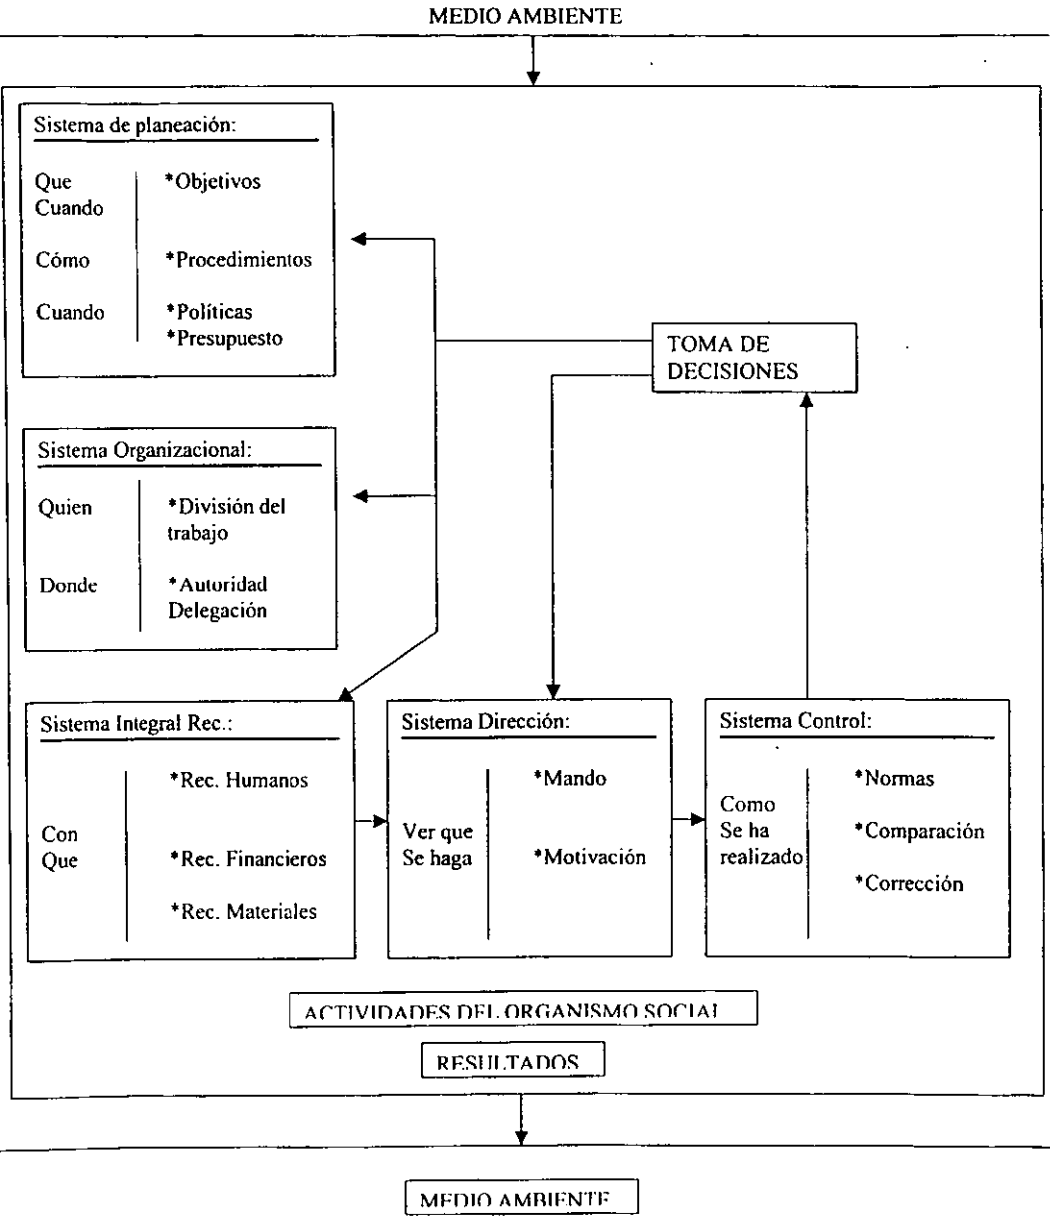 MEDIO AMBIENTE
Sistema de planeación:
Que
Cuando
*Objetivos
Cómo
*Procedimientos
Cuando
*Políticas
*Presupuesto
TOMA DE
DECISIONES
Sistema Organizacional:
Quien
*División del
trabajo
Donde
*Autoridad
Delegación
Sistema Integral Rec.:
Con
Que
*Rec. Humanos
*Rec. Financieros
*Rec. Materiales
Sistema Dirección:
Ver que
Se haga
*Mando
*Motivación
Sistema Control:
Como
Se ha
realizado
*Normas
*Comparación
*Corrección
ACTIVIDADES DEL ORGANISMO SOCIAL
RESULTADOS
MEDIO AMBIENTE